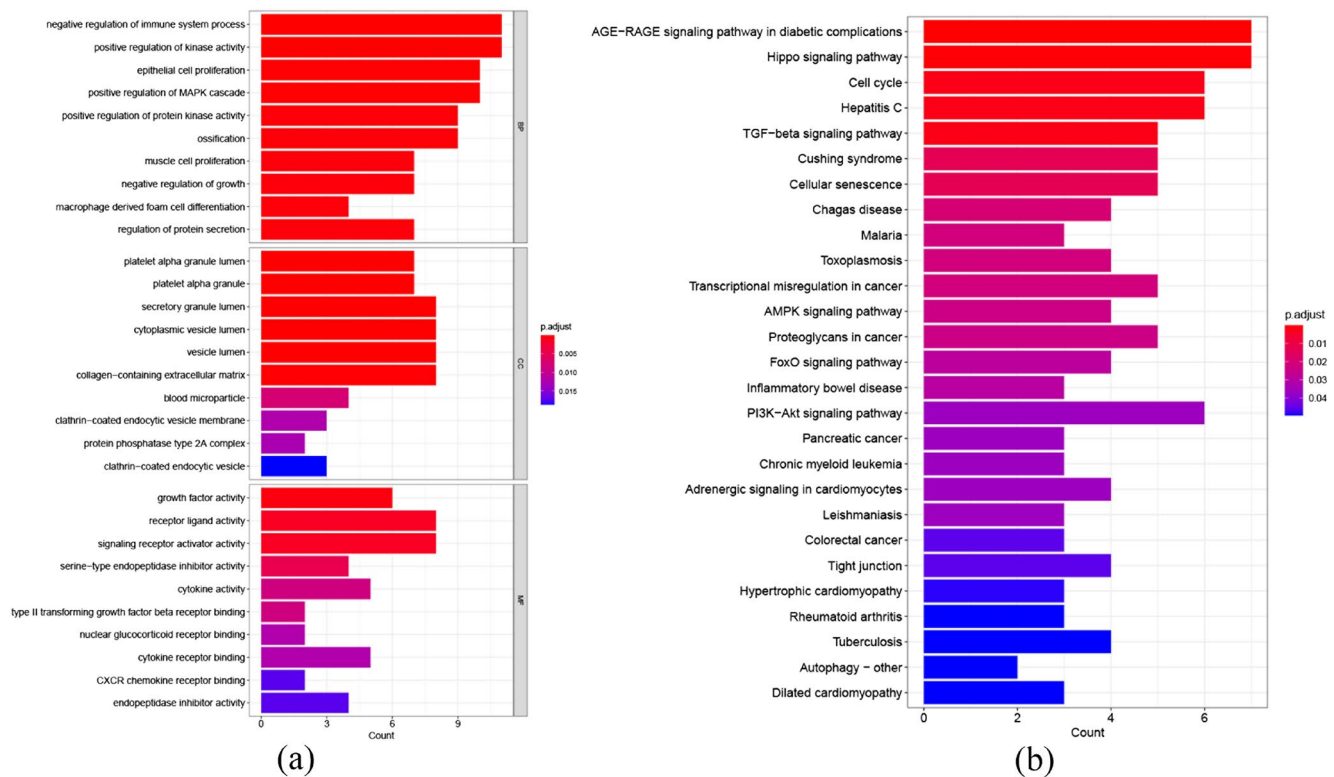 negative regulation of immune system process
positive regulation of kinase activity
epithelial cell proliferation
positive regulation of MAPK cascade
positive regulation of protein kinase activity
ossification
muscle cell proliferation
negative regulation of growth
macrophage derived foam cell differentiation
regulation of protein secretion
BP
platelet alpha granule lumen
platelet alpha granule
secretory granule lumen
cytoplasmic vesicle lumen
vesicle lumen
collagen-containing extracellular matrix
blood microparticle
clathrin-coated endocytic vesicle membrane
protein phosphatase type 2A complex
clathrin-coated endocytic vesicle
CC
growth factor activity
receptor ligand activity
signaling receptor activator activity
serine-type endopeptidase inhibitor activity
cytokine activity
type II transforming growth factor beta receptor binding
nuclear glucocorticoid receptor binding
cytokine receptor binding
CXCR chemokine receptor binding
endopeptidase inhibitor activity
MF
0 3 6 9
Count
p.adjust
0.005
0.010
0.015
(a)
AGE−RAGE signaling pathway in diabetic complications
Hippo signaling pathway
Cell cycle
Hepatitis C
TGF−beta signaling pathway
Cushing syndrome
Cellular senescence
Chagas disease
Malaria
Toxoplasmosis
Transcriptional misregulation in cancer
AMPK signaling pathway
Proteoglycans in cancer
FoxO signaling pathway
Inflammatory bowel disease
PI3K−Akt signaling pathway
Pancreatic cancer
Chronic myeloid leukemia
Adrenergic signaling in cardiomyocytes
Leishmaniasis
Colorectal cancer
Tight junction
Hypertrophic cardiomyopathy
Rheumatoid arthritis
Tuberculosis
Autophagy − other
Dilated cardiomyopathy
0 2 4 6
Count
p.adjust
0.01
0.02
0.03
0.04
(b)